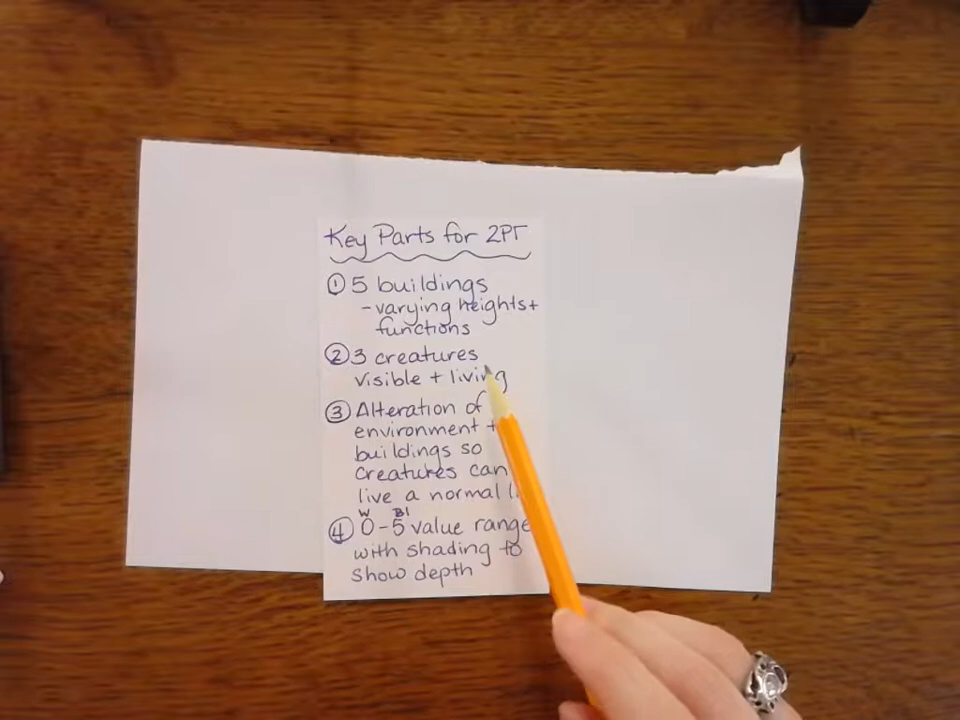 Key Parts for 2PT
① 5 buildings
- varying heights +
functions
② 3 creatures
visible + living
③ Alteration of
environment +
buildings so
creatures can
live a normal
W Bl
④ 0-5 value range
with shading to
show depth